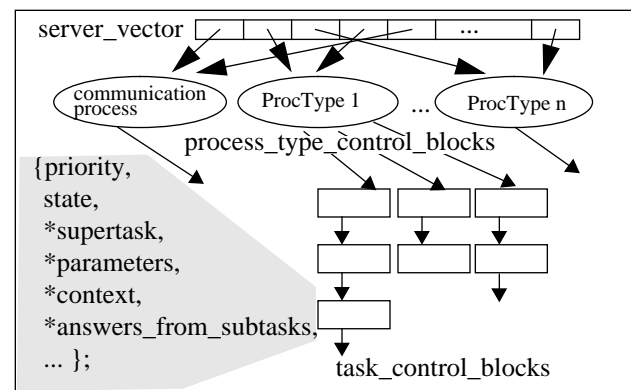 server_vector
...
communication
process
ProcType 1
...
ProcType n
process_type_control_blocks
{priority,
state,
*supertask,
*parameters,
*context,
*answers_from_subtasks,
... };
task_control_blocks